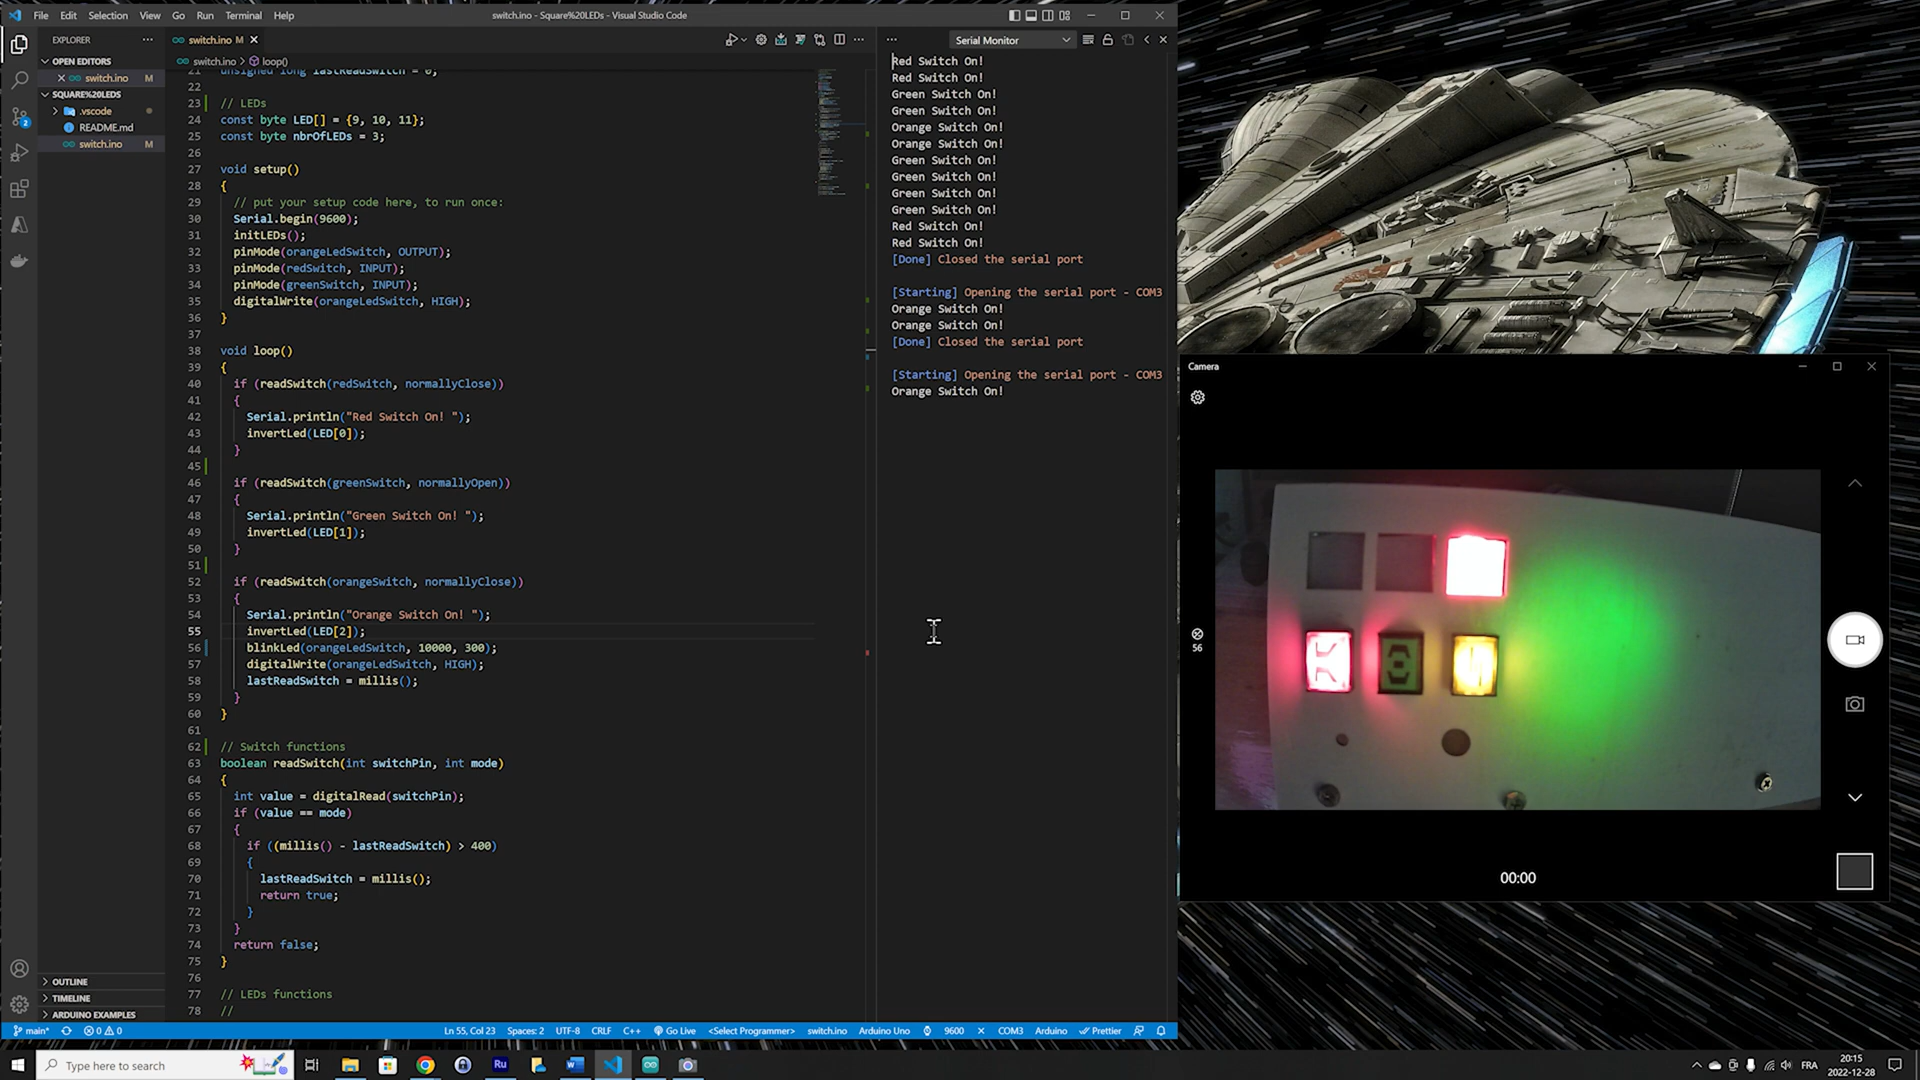 File Edit Selection View Go Run Terminal Help
switch.ino - Square%20LEDs - Visual Studio Code
EXPLORER
OPEN EDITORS
switch.ino M
SQUARE%20LEDS
.vscode
README.md
switch.ino M
OUTLINE
TIMELINE
ARDUINO EXAMPLES
switch.ino M
switch.ino > loop()
21 unsigned long lastReadSwitch = 0;
22
23 // LEDs
24 const byte LED[] = {9, 10, 11};
25 const byte nbrOfLEDs = 3;
26
27 void setup()
28 {
29 // put your setup code here, to run once:
30 Serial.begin(9600);
31 initLEDs();
32 pinMode(orangeLedSwitch, OUTPUT);
33 pinMode(redSwitch, INPUT);
34 pinMode(greenSwitch, INPUT);
35 digitalWrite(orangeLedSwitch, HIGH);
36 }
37
38 void loop()
39 {
40 if (readSwitch(redSwitch, normallyClose))
41 {
42 Serial.println("Red Switch On! ");
43 invertLed(LED[0]);
44 }
45
46 if (readSwitch(greenSwitch, normallyOpen))
47 {
48 Serial.println("Green Switch On! ");
49 invertLed(LED[1]);
50 }
51
52 if (readSwitch(orangeSwitch, normallyClose))
53 {
54 Serial.println("Orange Switch On! ");
55 invertLed(LED[2]);
56 blinkLed(orangeLedSwitch, 10000, 300);
57 digitalWrite(orangeLedSwitch, HIGH);
58 lastReadSwitch = millis();
59 }
60 }
61
62 // Switch functions
63 boolean readSwitch(int switchPin, int mode)
64 {
65 int value = digitalRead(switchPin);
66 if (value == mode)
67 {
68 if ((millis() - lastReadSwitch) > 400)
69 {
70 lastReadSwitch = millis();
71 return true;
72 }
73 }
74 return false;
75 }
76
77 // LEDs functions
78 //
Serial Monitor
Red Switch On!
Red Switch On!
Green Switch On!
Green Switch On!
Orange Switch On!
Orange Switch On!
Green Switch On!
Green Switch On!
Green Switch On!
Green Switch On!
Red Switch On!
Red Switch On!
[Done] Closed the serial port
[Starting] Opening the serial port - COM3
Orange Switch On!
Orange Switch On!
[Done] Closed the serial port
[Starting] Opening the serial port - COM3
Orange Switch On!
Camera
56
00:00
main* 0 0 Ln 55, Col 23 Spaces: 2 UTF-8 CRLF C++ Go Live <Select Programmer> switch.ino Arduino Uno 9600 COM3 Arduino Prettier
Type here to search
Ru
FRA
20:15
2022-12-28